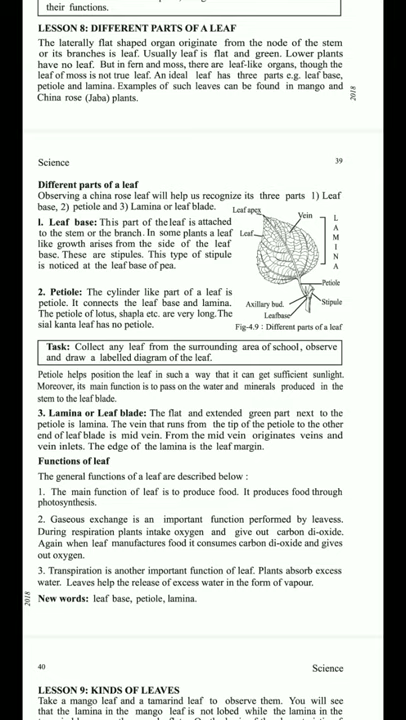 their functions.
LESSON 8: DIFFERENT PARTS OF A LEAF
The laterally flat shaped organ originate from the node of the stem
or its branches is leaf. Usually leaf is flat and green. Lower plants
have no leaf. But in fern and moss, there are leaf-like organs, though the
leaf of moss is not true leaf. An ideal leaf has three parts e.g. leaf base,
petiole and lamina. Examples of such leaves can be found in mango and
China rose (Jaba) plants.
2018
Science
39
Different parts of a leaf
Observing a china rose leaf will help us recognize its three parts 1) Leaf
base, 2) petiole and 3) Lamina or leaf blade.
l. Leaf base: This part of the leaf is attached
to the stem or the branch. In some plants a leaf
like growth arises from the side of the leaf
base. These are stipules. This type of stipule
is noticed at the leaf base of pea.
2. Petiole: The cylinder like part of a leaf is
petiole. It connects the leaf base and lamina.
The petiole of lotus, shapla etc. are very long. The
sial kanta leaf has no petiole.
Leaf apex
Vein
Leaf
LAMINA
Petiole
Axillary bud
Stipule
Leafbase
Fig-4.9 : Different parts of a leaf
Task: Collect any leaf from the surrounding area of school, observe
and draw a labelled diagram of the leaf.
Petiole helps position the leaf in such a way that it can get sufficient sunlight.
Moreover, its main function is to pass on the water and minerals produced in the
stem to the leaf blade.
3. Lamina or Leaf blade: The flat and extended green part next to the
petiole is lamina. The vein that runs from the tip of the petiole to the other
end of leaf blade is mid vein. From the mid vein originates veins and
vein inlets. The edge of the lamina is the leaf margin.
Functions of leaf
The general functions of a leaf are described below :
1. The main function of leaf is to produce food. It produces food through
photosynthesis.
2. Gaseous exchange is an important function performed by leavess.
During respiration plants intake oxygen and give out carbon di-oxide.
Again when leaf manufactures food it consumes carbon di-oxide and gives
out oxygen.
3. Transpiration is another important function of leaf. Plants absorb excess
water. Leaves help the release of excess water in the form of vapour.
2018
New words: leaf base, petiole, lamina.
40
Science
LESSON 9: KINDS OF LEAVES
Take a mango leaf and a tamarind leaf to observe them. You will see
that the lamina in the mango leaf is not lobed while the lamina in the